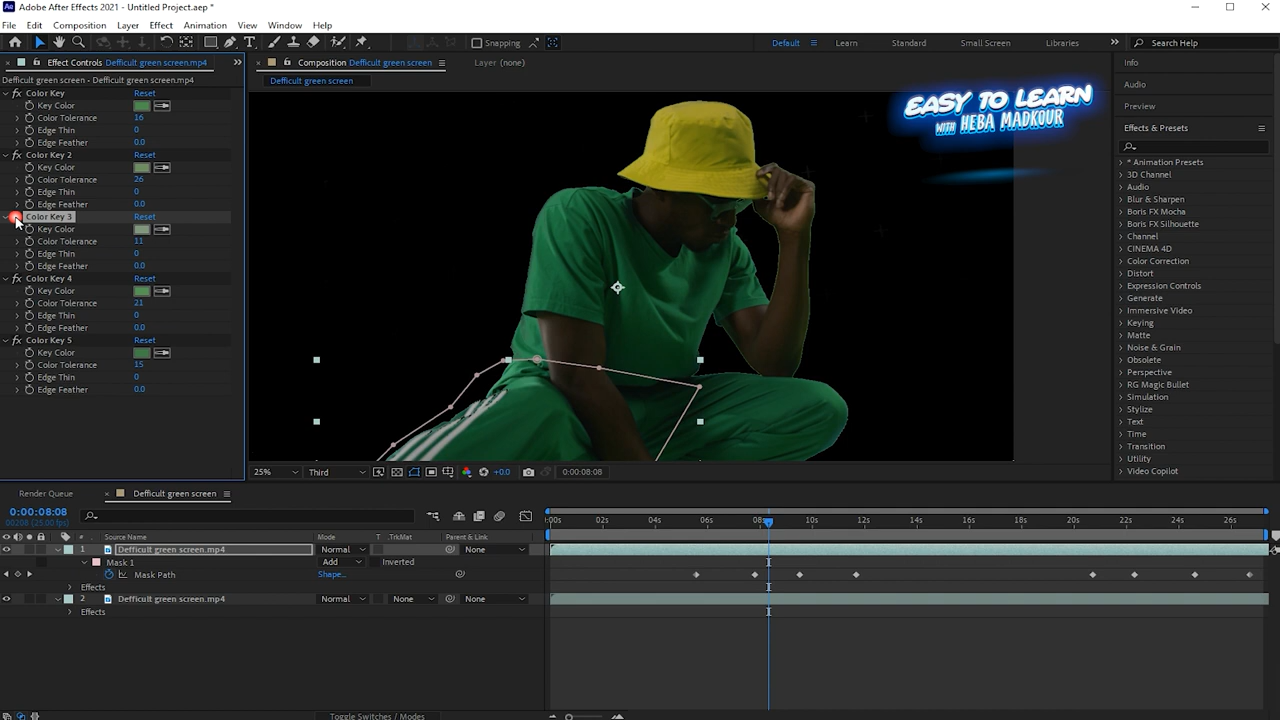 Adobe After Effects 2021 - Untitled Project.aep *
File Edit Composition Layer Effect Animation View Window Help
Snapping
Default Learn Standard Small Screen Libraries
Search Help
Effect Controls Defficult green screen.mp4
Defficult green screen • Defficult green screen.mp4
Color Key Reset
Key Color
Color Tolerance 16
Edge Thin 0
Edge Feather 0.0
Color Key 2 Reset
Key Color
Color Tolerance 26
Edge Thin 0
Edge Feather 0.0
Color Key 3 Reset
Key Color
Color Tolerance 11
Edge Thin 0
Edge Feather 0.0
Color Key 4 Reset
Key Color
Color Tolerance 21
Edge Thin 0
Edge Feather 0.0
Color Key 5 Reset
Key Color
Color Tolerance 15
Edge Thin 0
Edge Feather 0.0
Composition Defficult green screen
Layer (none)
Defficult green screen
EASY TO LEARN
WITH HEBA MADKOUR
25% Third +0.0 0:00:08:08
Info
Audio
Preview
Effects & Presets
* Animation Presets
3D Channel
Audio
Blur & Sharpen
Boris FX Mocha
Boris FX Silhouette
Channel
CINEMA 4D
Color Correction
Distort
Expression Controls
Generate
Immersive Video
Keying
Matte
Noise & Grain
Obsolete
Perspective
RG Magic Bullet
Simulation
Stylize
Text
Time
Transition
Utility
Video Copilot
Render Queue Defficult green screen
0:00:08:08
00208 (25.00 fps)
# Source Name Mode T .TrkMat Parent & Link
1 Defficult green screen.mp4 Normal None
Mask 1 Add Inverted
Mask Path Shape...
Effects
2 Defficult green screen.mp4 Normal None None
Effects
:00s 02s 04s 06s 08s 10s 12s 14s 16s 18s 20s 22s 24s 26s
Toggle Switches / Modes